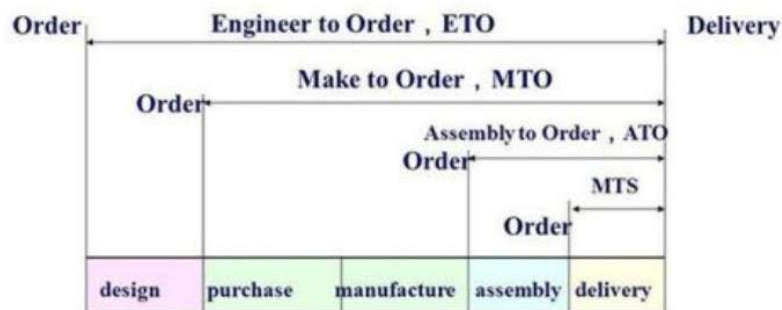 Order Engineer to Order , ETO Delivery
Make to Order , MTO
Order
Assembly to Order , ATO
Order
MTS
Order
design purchase manufacture assembly delivery